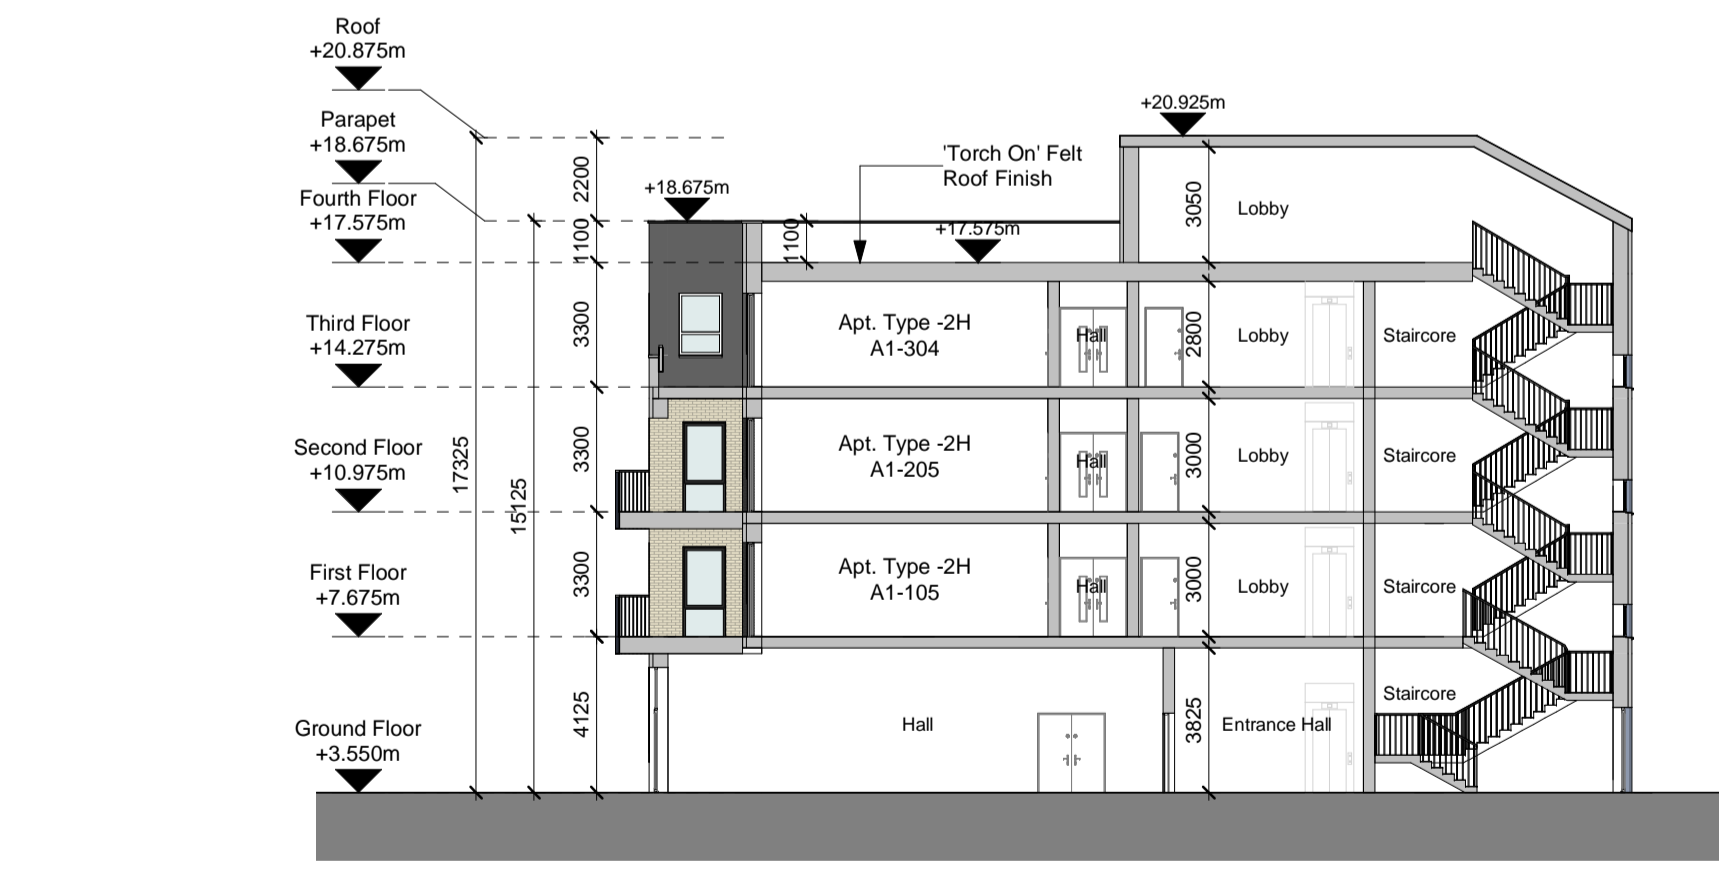 Roof
+20.875m
Parapet
+18.675m
Fourth Floor
+17.575m
Third Floor
+14.275m
Second Floor
+10.975m
First Floor
+7.675m
Ground Floor
+3.550m
17325
15125
2200
1100
3300
3300
3300
4125
+18.675m
1100
'Torch On' Felt
Roof Finish
+17.575m
+20.925m
3050
Lobby
Apt. Type -2H
A1-304
Hall
2800
Lobby
Staircore
Apt. Type -2H
A1-205
Hall
3000
Lobby
Staircore
Apt. Type -2H
A1-105
Hall
3000
Lobby
Staircore
Hall
3825
Entrance Hall
Staircore